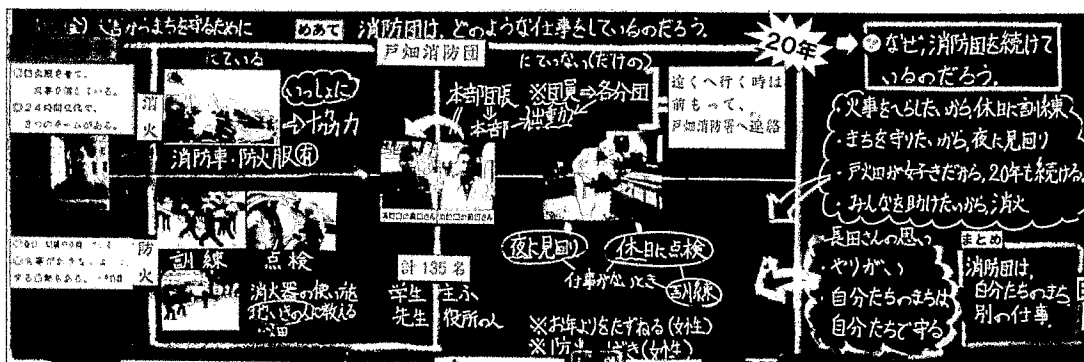 めあて 消防団は、どのような仕事をしているのだろう。
まちを守るために
戸畑消防団
にている
にていない(だけの)
20年
なぜ、消防団を続けて
いるのだろう。
消火
いっしょに
→協力
消防車・防火服㊒
本部団長
本部
※団員→各分団
出動
遠くへ行く時は
前もって、
戸畑消防署へ連絡
・火事をへらしたいから休日に訓練
・まちを守りたいから、夜に見回り
・戸畑が好きだから、20年も続ける。
・みんなを助けたいから、消火
防火
訓練
点検
消火器の使い方
計135名
学生
先生
主ふ
役所の人
夜に見回り
休日に点検
仕事がないとき
訓練
※お年よりをたずねる(女性)
(女性)
長田さんの思い
・やりがい
・自分たちのまちは
自分たちで守る
まとめ
消防団は、
自分たちのまち
別の仕事。